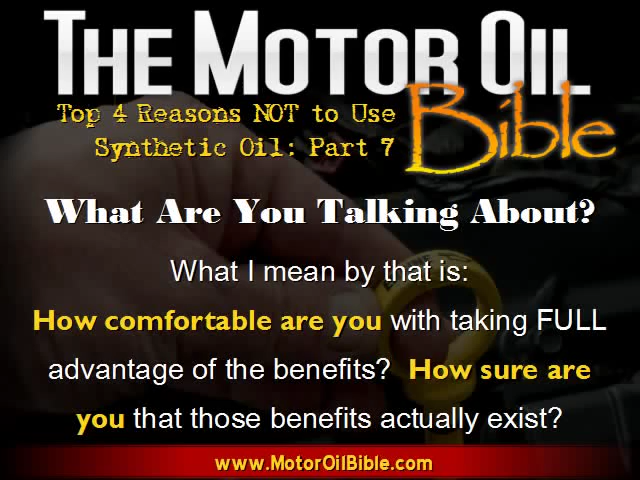 THE MOTOR OIL
Bible
Top 4 Reasons NOT to Use
Synthetic Oil: Part 7
What Are You Talking About?
What I mean by that is:
How comfortable are you with taking FULL
advantage of the benefits? How sure are
you that those benefits actually exist?
www.MotorOilBible.com